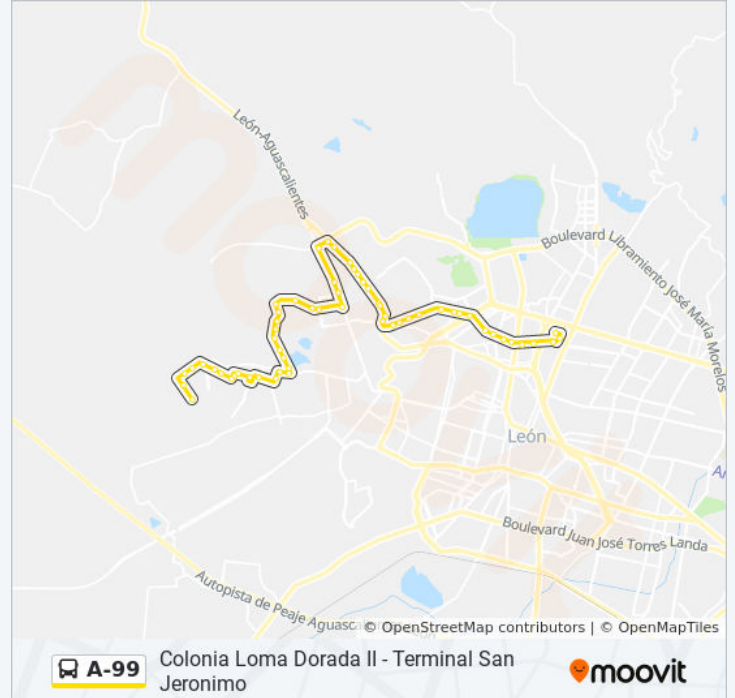 León-Aguascalientes
Boulevard Libramiento José María Morelos
León
Boulevard Juan José Torres Landa
Autopista de Peaje Aguasca
© OpenStreetMap contributors | © OpenMapTiles
A-99
Colonia Loma Dorada II - Terminal San
Jeronimo
moovit